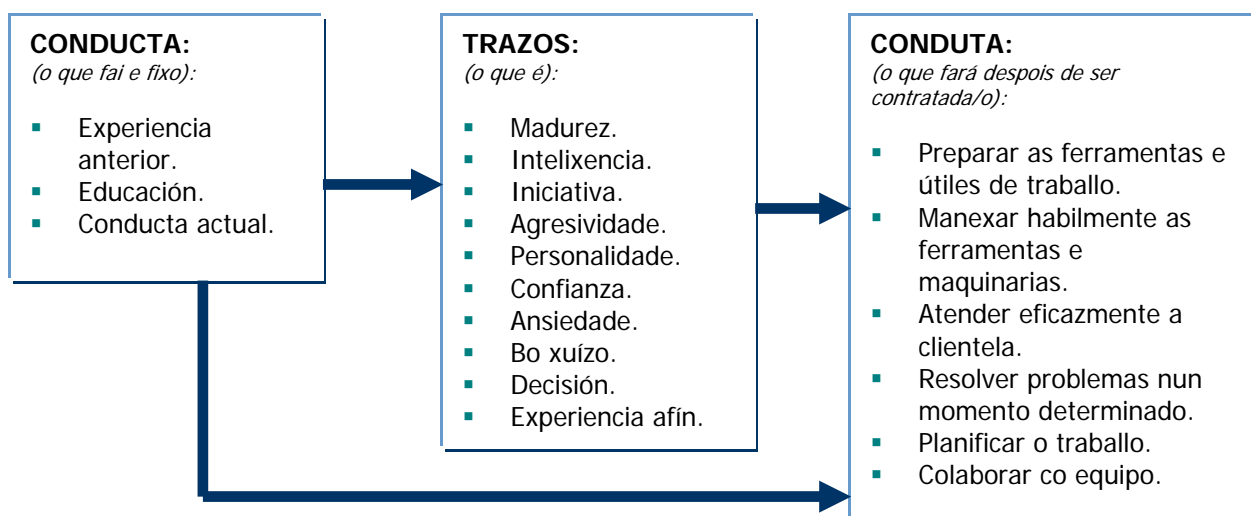 CONDUCTA:
(o que fai e fixo):
▪ Experiencia
anterior.
▪ Educación.
▪ Conducta actual.
TRAZOS:
(o que é):
▪ Madurez.
▪ Intelixencia.
▪ Iniciativa.
▪ Agresividade.
▪ Personalidade.
▪ Confianza.
▪ Ansiedade.
▪ Bo xuízo.
▪ Decisión.
▪ Experiencia afín.
CONDUTA:
(o que fará despois de ser
contratada/o):
▪ Preparar as ferramentas e
útiles de traballo.
▪ Manexar habilmente as
ferramentas e
maquinarias.
▪ Atender eficazmente a
clientela.
▪ Resolver problemas nun
momento determinado.
▪ Planificar o traballo.
▪ Colaborar co equipo.